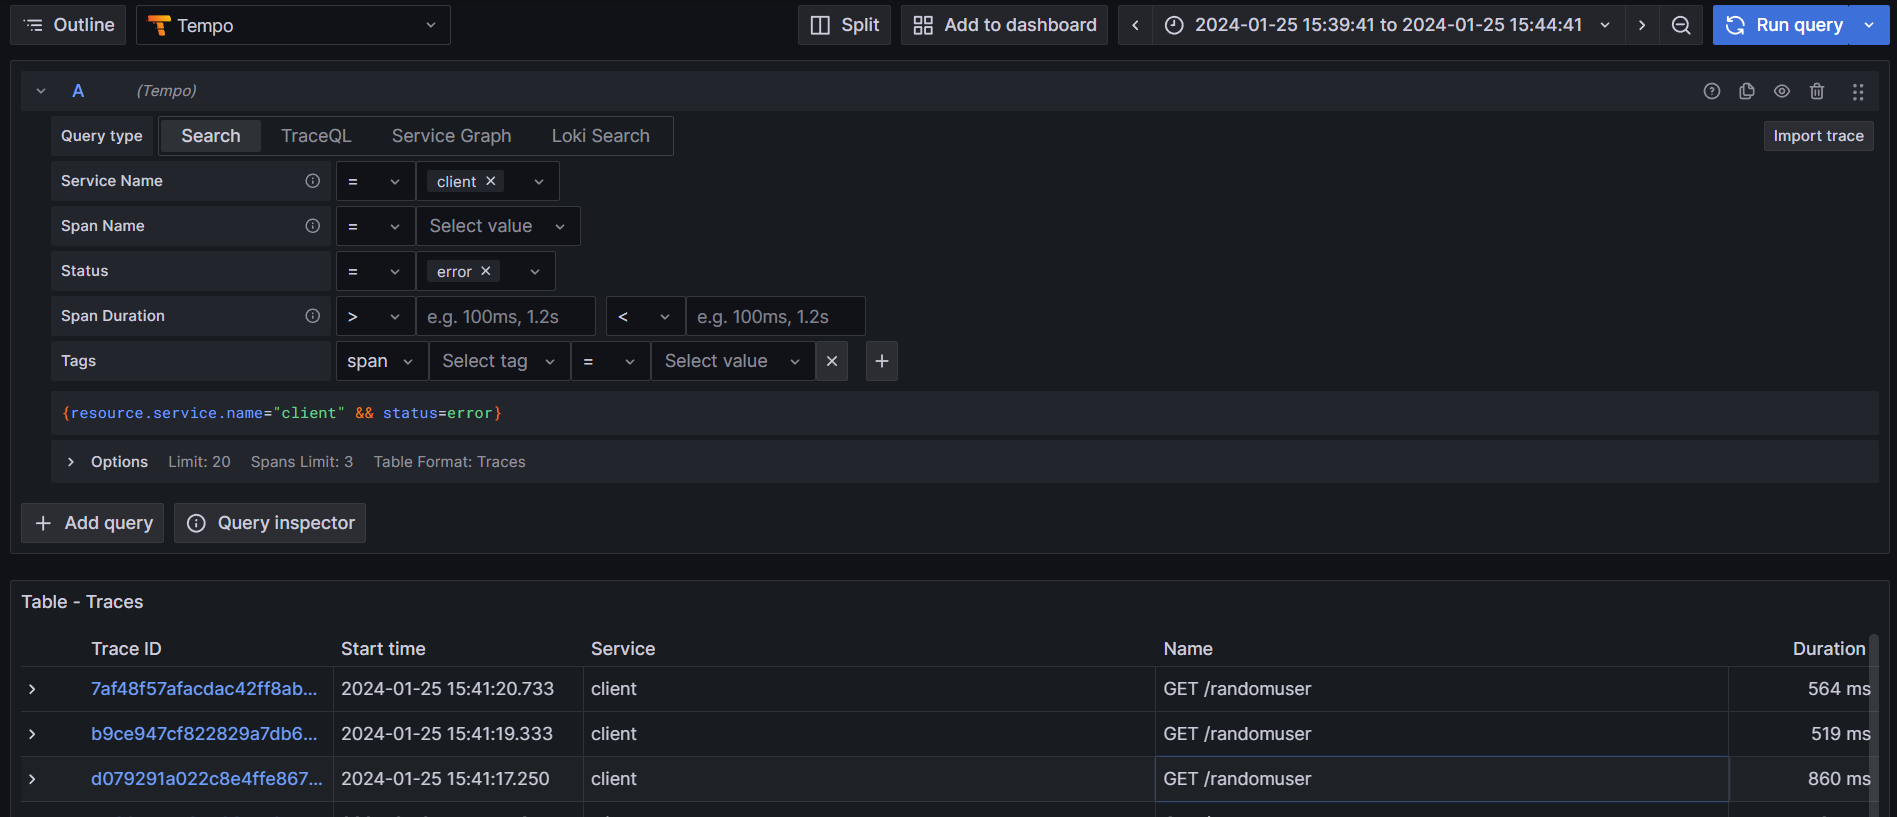 Outline Tempo Split Add to dashboard 2024-01-25 15:39:41 to 2024-01-25 15:44:41 Run query
A (Tempo)
Query type Search TraceQL Service Graph Loki Search Import trace
Service Name = client ×
Span Name = Select value
Status = error ×
Span Duration > e.g. 100ms, 1.2s < e.g. 100ms, 1.2s
Tags span Select tag = Select value × +
{resource.service.name="client" && status=error}
> Options Limit: 20 Spans Limit: 3 Table Format: Traces
+ Add query Query inspector
Table - Traces
Trace ID Start time Service Name Duration
7af48f57afacdac42ff8ab... 2024-01-25 15:41:20.733 client GET /randomuser 564 ms
b9ce947cf822829a7db6... 2024-01-25 15:41:19.333 client GET /randomuser 519 ms
d079291a022c8e4ffe867... 2024-01-25 15:41:17.250 client GET /randomuser 860 ms